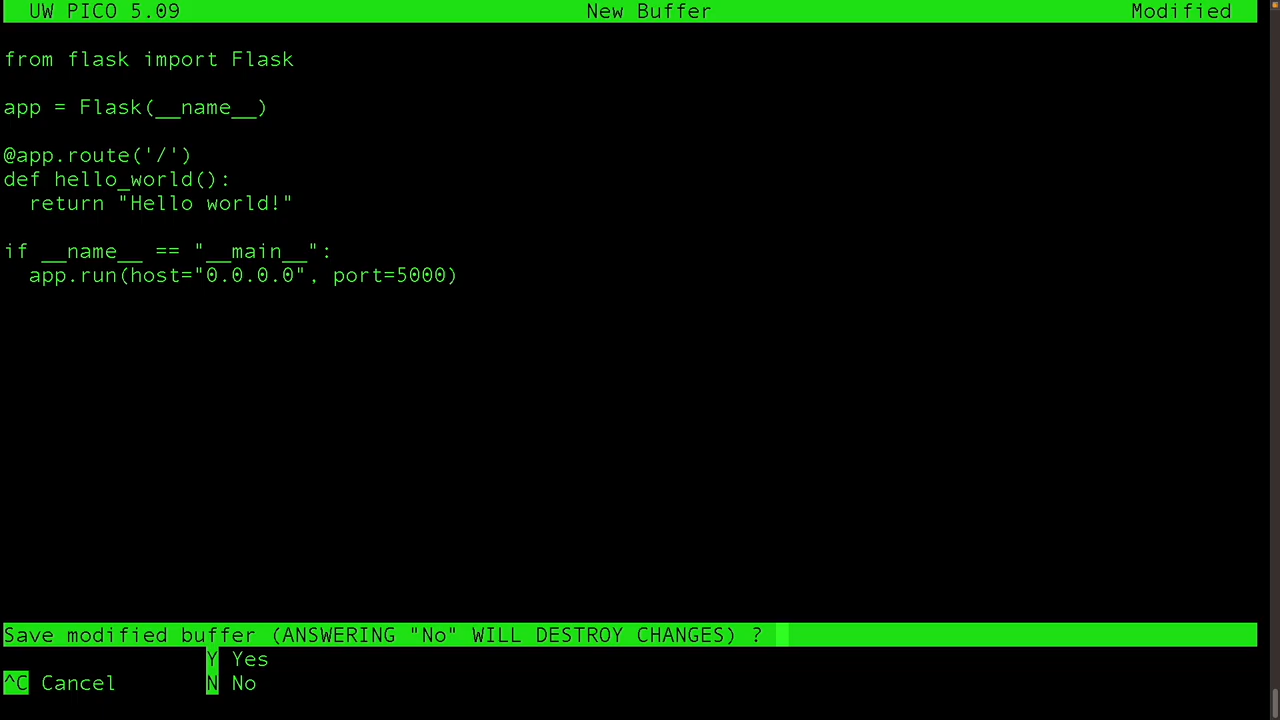 UW PICO 5.09 New Buffer Modified
from flask import Flask
app = Flask(__name__)
@app.route('/')
def hello_world():
  return "Hello world!"
if __name__ == "__main__":
  app.run(host="0.0.0.0", port=5000)
Save modified buffer (ANSWERING "No" WILL DESTROY CHANGES) ?
Y Yes
^C Cancel N No